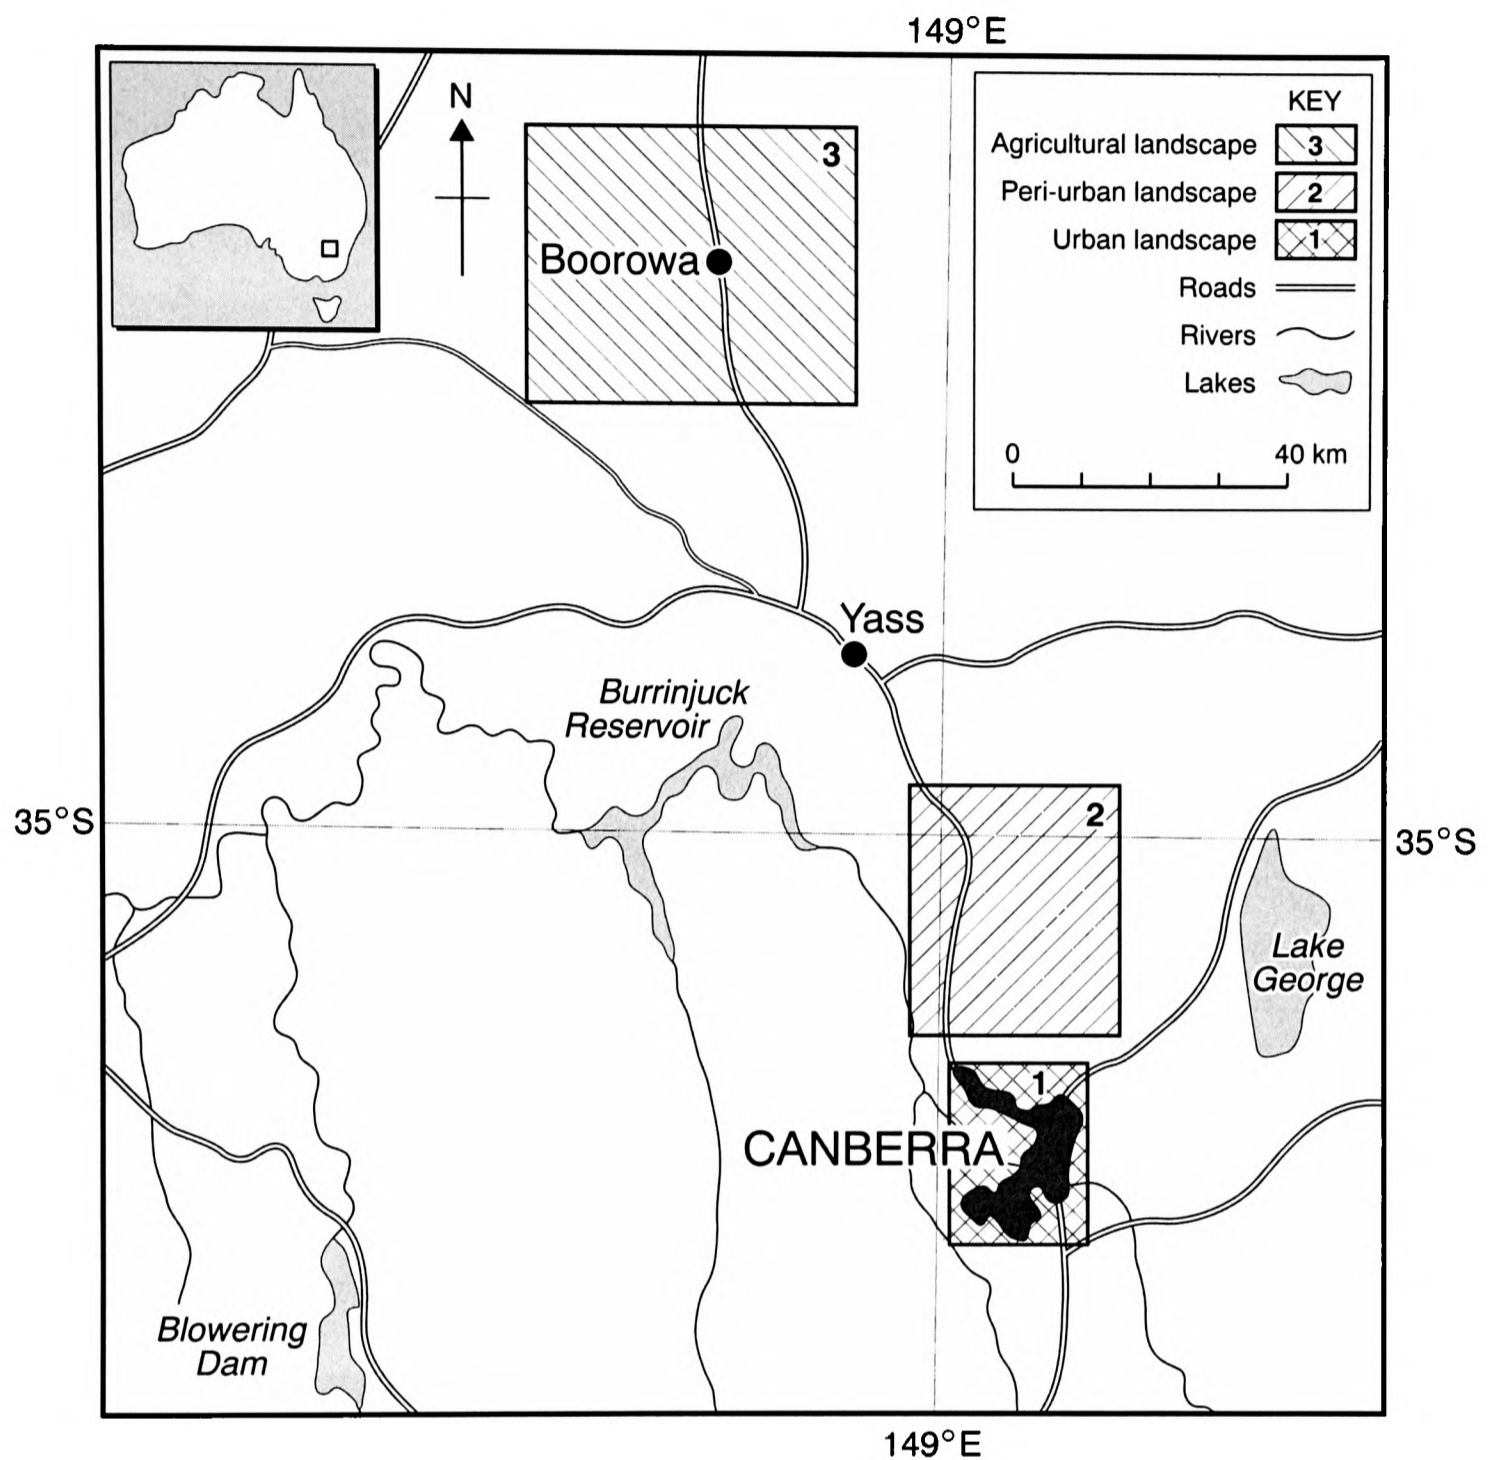 149°E
N
KEY
Agricultural landscape 3
Peri-urban landscape 2
Urban landscape 1
Roads
Rivers
Lakes
0 40 km
3
Boorowa
Yass
Burrinjuck
Reservoir
35°S
2
35°S
Lake
George
1
CANBERRA
Blowering
Dam
149°E